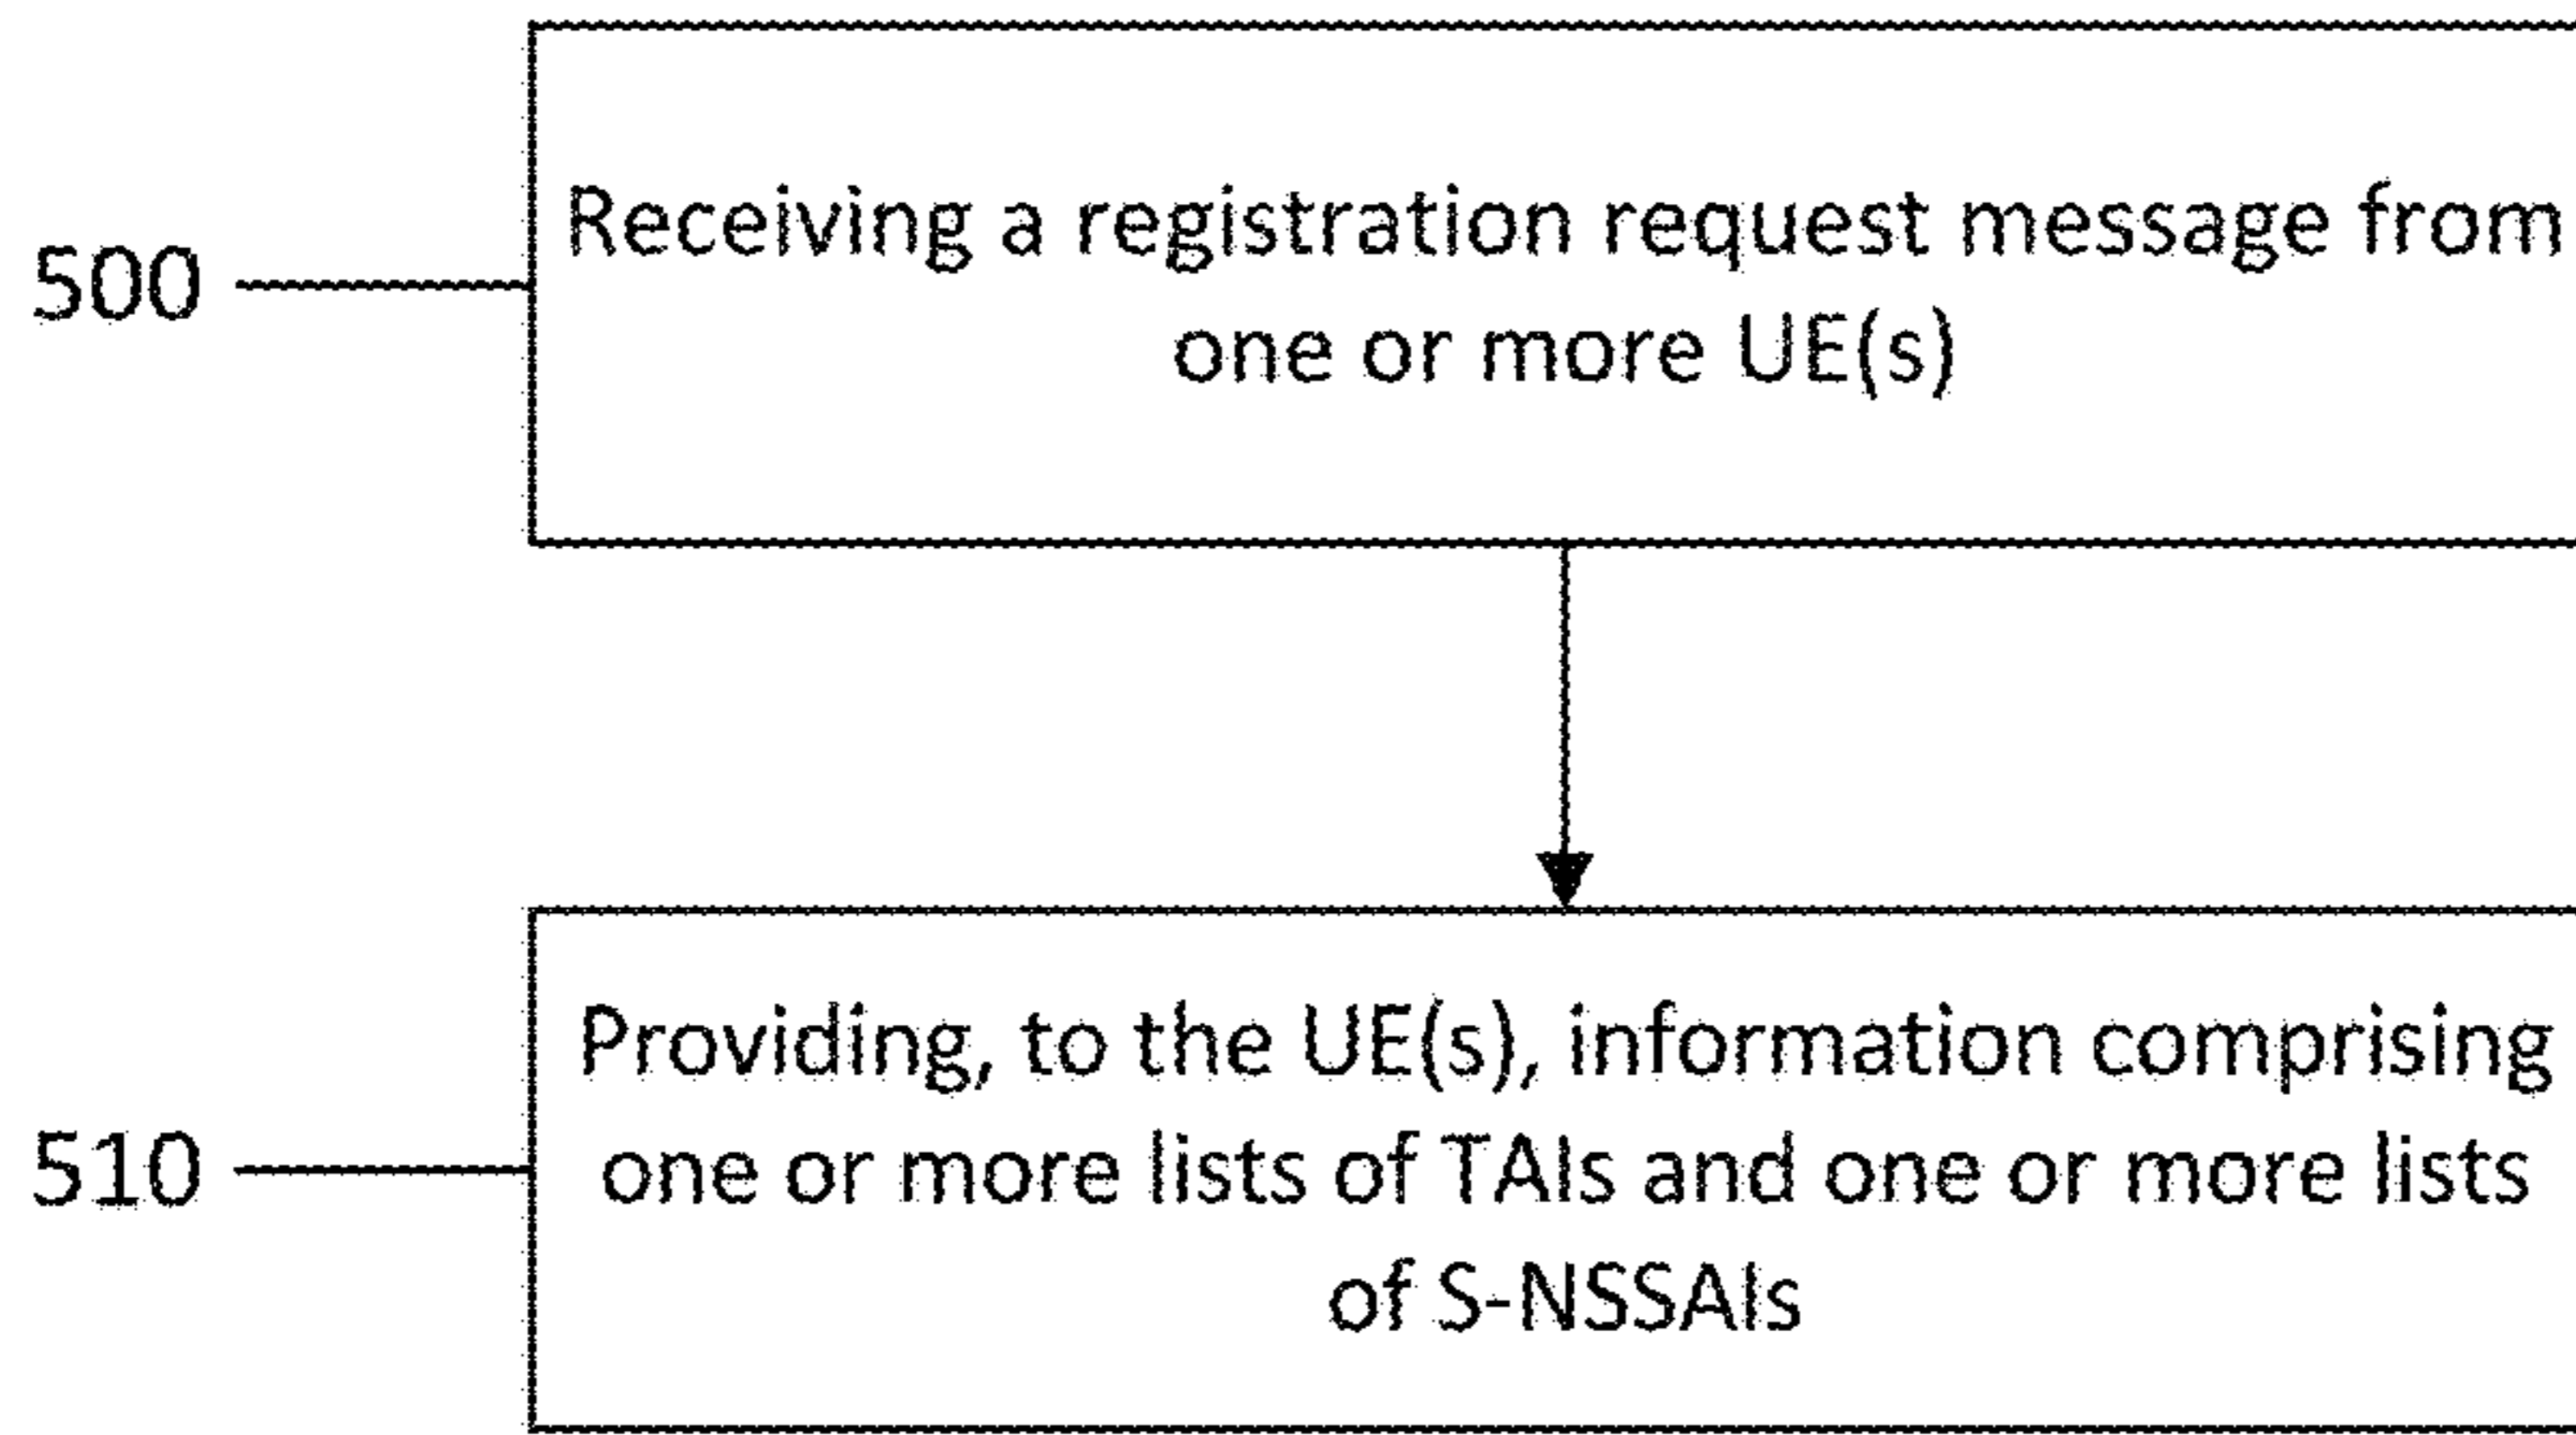 500
Receiving a registration request message from
one or more UE(s)
510
Providing, to the UE(s), information comprising
one or more lists of TAIs and one or more lists
of S-NSSAIs